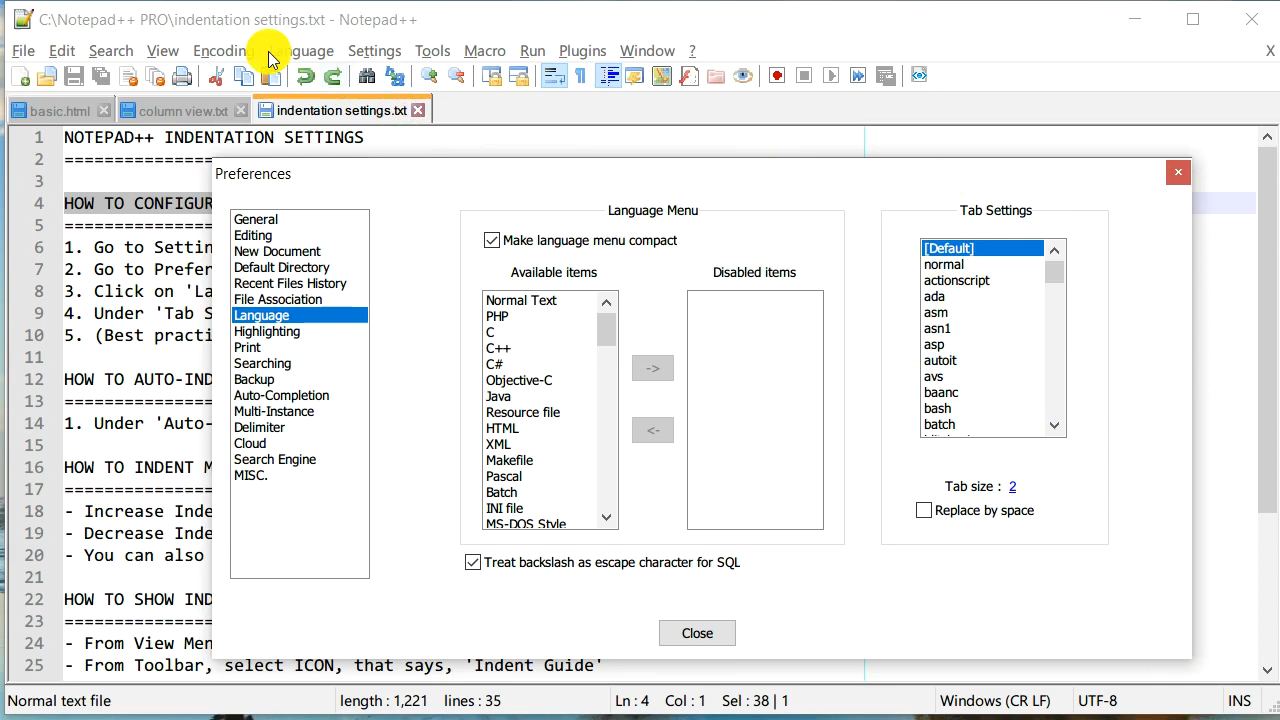 C:\Notepad++ PRO\indentation settings.txt - Notepad++
File Edit Search View Encoding Language Settings Tools Macro Run Plugins Window ? X
basic.html column view.txt indentation settings.txt
1 NOTEPAD++ INDENTATION SETTINGS
2 ===============
3
4 HOW TO CONFIGUR
5 ===============
6 1. Go to Settin
7 2. Go to Prefer
8 3. Click on 'La
9 4. Under 'Tab S
10 5. (Best practi
11
12 HOW TO AUTO-IND
13 ===============
14 1. Under 'Auto-
15
16 HOW TO INDENT M
17 ===============
18 - Increase Inde
19 - Decrease Inde
20 - You can also
21
22 HOW TO SHOW IND
23 ===============
24 - From View Men
25 - From Toolbar, select ICON, that says, 'Indent Guide'
Preferences
General
Editing
New Document
Default Directory
Recent Files History
File Association
Language
Highlighting
Print
Searching
Backup
Auto-Completion
Multi-Instance
Delimiter
Cloud
Search Engine
MISC.
Language Menu
Make language menu compact
Available items Disabled items
Normal Text
PHP
C
C++
C#
Objective-C
Java
Resource file
HTML
XML
Makefile
Pascal
Batch
INI file
MS-DOS Style
->
<-
Treat backslash as escape character for SQL
Tab Settings
[Default]
normal
actionscript
ada
asm
asn1
asp
autoit
avs
baanc
bash
batch
Tab size : 2
Replace by space
Close
Normal text file length : 1,221 lines : 35 Ln : 4 Col : 1 Sel : 38 | 1 Windows (CR LF) UTF-8 INS